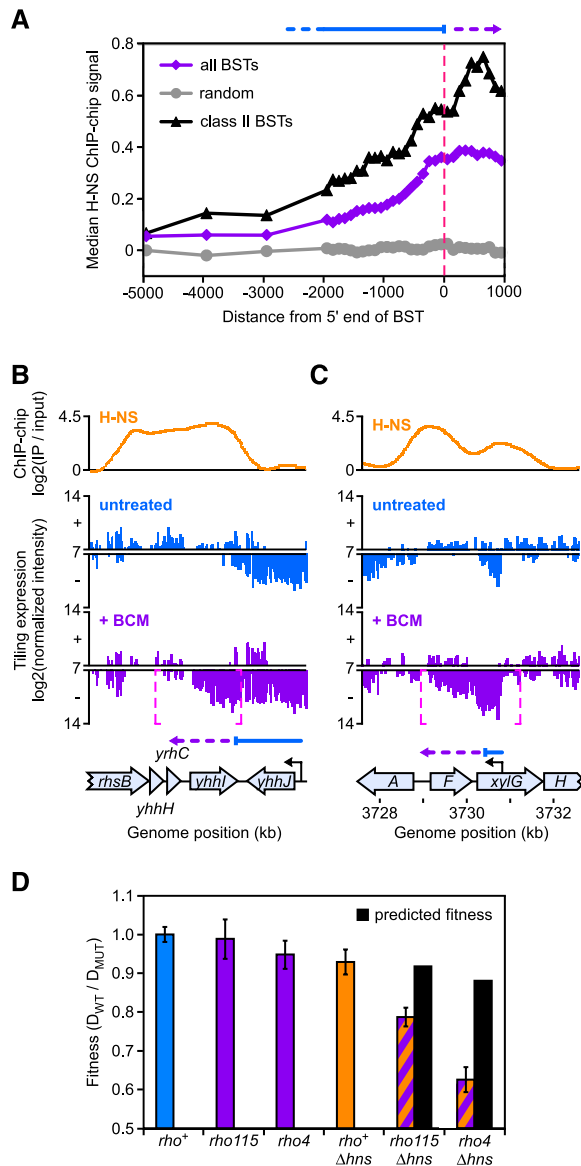 A
0.8
0.6
0.4
0.2
0
Median H-NS ChIP-chip signal
all BSTs
random
class II BSTs
-5000 -4000 -3000 -2000 -1000 0 1000
Distance from 5' end of BST
B
ChIP-chip
log2(IP / input)
4.5
0
H-NS
Tiling expression
log2(normalized intensity)
14
+
7
-
untreated
14
+
7
-
14
+ BCM
yrhC
rhsB yhhI yhhJ
yhhH
Genome position (kb)
C
4.5
0
H-NS
14
+
7
-
untreated
14
+
7
-
14
+ BCM
A F xylG H
3728 3730 3732
Genome position (kb)
D
1.1
1.0
0.9
0.8
0.7
0.6
0.5
Fitness (DWT / DMUT)
predicted fitness
rho+ rho115 rho4 rho+ Δhns rho115 Δhns rho4 Δhns